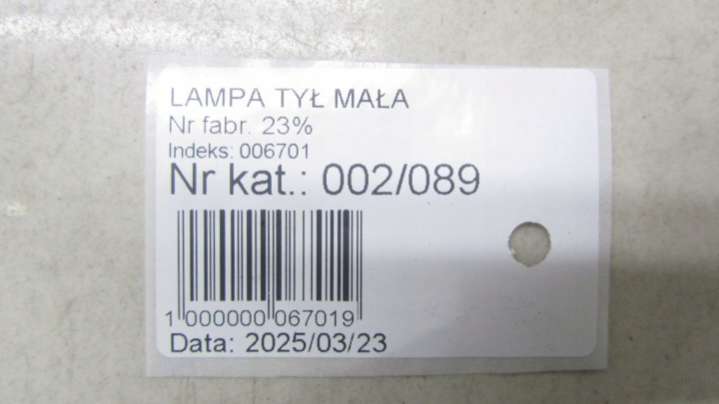 LAMPA TYŁ MAŁA
Nr fabr. 23%
Indeks: 006701
Nr kat.: 002/089
1 000000 067019
Data: 2025/03/23